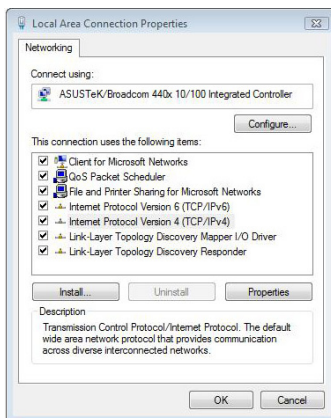 Local Area Connection Properties
Networking
Connect using:
ASUSTeK/Broadcom 440x 10/100 Integrated Controller
Configure...
This connection uses the following items:
Client for Microsoft Networks
QoS Packet Scheduler
File and Printer Sharing for Microsoft Networks
Internet Protocol Version 6 (TCP/IPv6)
Internet Protocol Version 4 (TCP/IPv4)
Link-Layer Topology Discovery Mapper I/O Driver
Link-Layer Topology Discovery Responder
Install... Uninstall Properties
Description
Transmission Control Protocol/Internet Protocol. The default
wide area network protocol that provides communication
across diverse interconnected networks.
OK Cancel